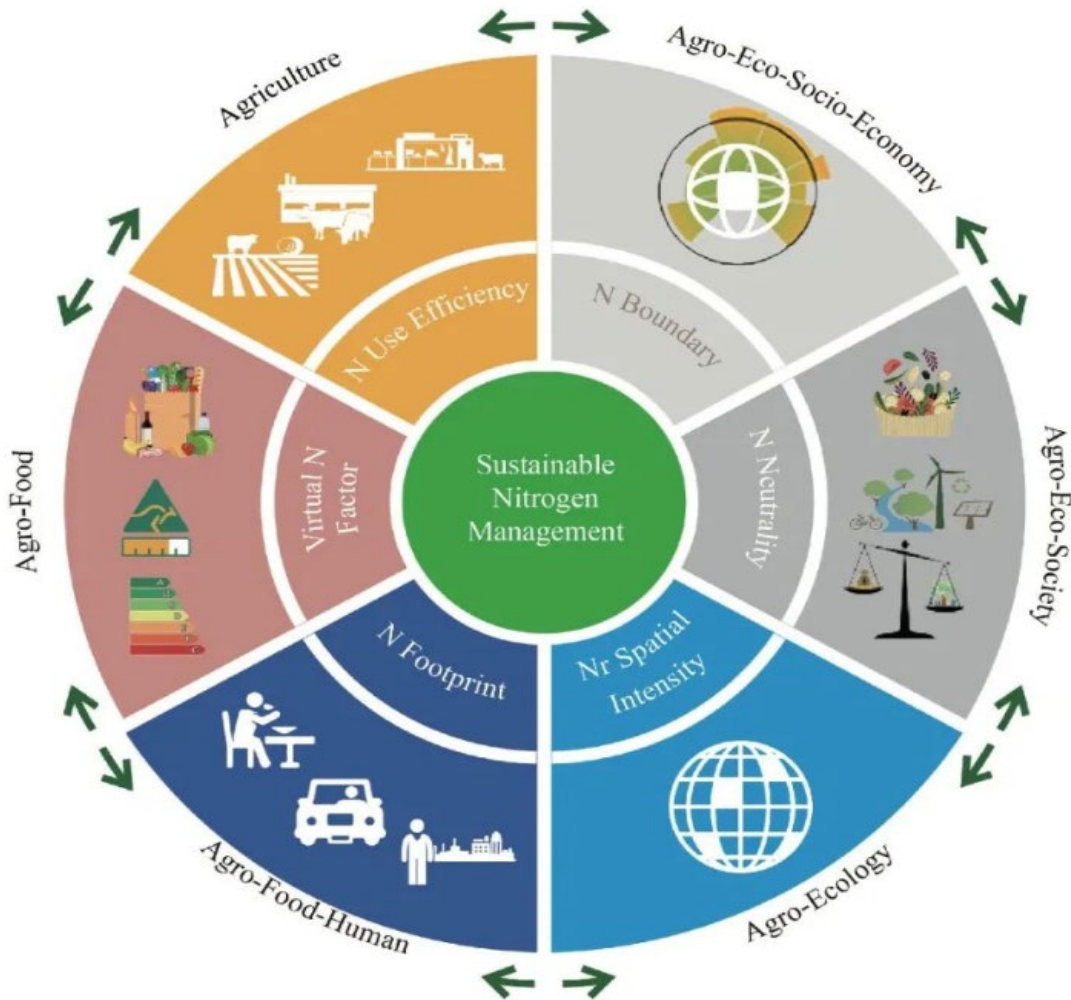 Agriculture
Agro-Eco-Socio-Economy
N Use Efficiency
N Boundary
Agro-Food
Virtual N
Factor
Sustainable
Nitrogen
Management
N Neutrality
Agro-Eco-Society
N Footprint
Nr Spatial
Intensity
Agro-Food-Human
Agro-Ecology